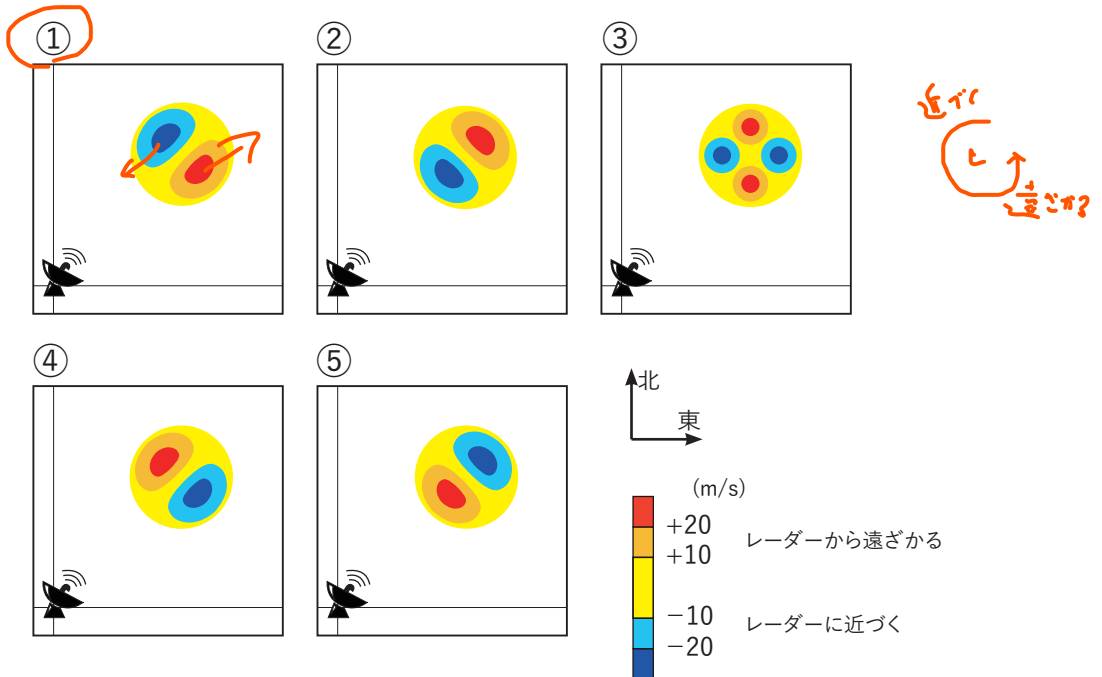 ① ② ③
近づく
L
遠ざかる
④ ⑤
北
東
(m/s)
+20
+10 レーダーから遠ざかる
−10
−20 レーダーに近づく